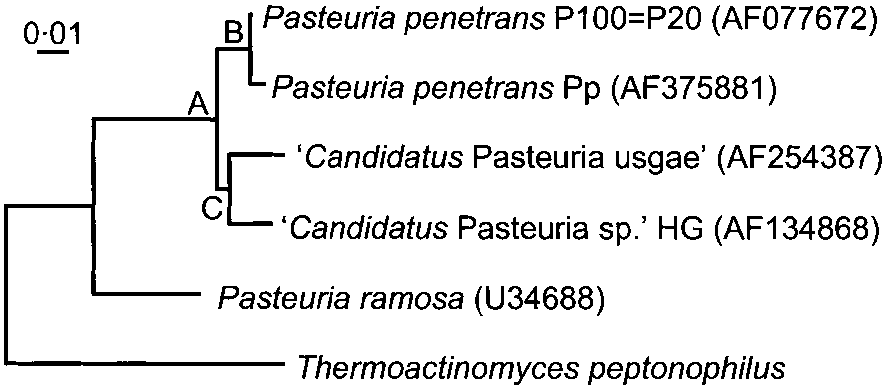 0·01
B
Pasteuria penetrans P100=P20 (AF077672)
Pasteuria penetrans Pp (AF375881)
A
‘Candidatus Pasteuria usgae’ (AF254387)
C
‘Candidatus Pasteuria sp.’ HG (AF134868)
Pasteuria ramosa (U34688)
Thermoactinomyces peptonophilus